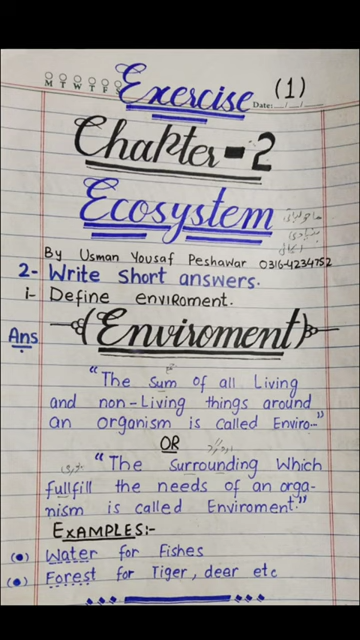 M T W T F S
Exercise (1)
Date: __/__/__
Chapter-2
Ecosystem
By Usman Yousaf Peshawar 0316-4234752
2- Write short answers.
i- Define enviRoment.
Ans (Enviroment)
"The Sum of all Living
and non-Living things around
an organism is called Enviro..."
OR
"The Surrounding Which
fullfill the needs of an orga-
nism is called Enviroment."
EXAMPLES:-
(•) Water for Fishes
(•) Forest for Tiger, dear etc